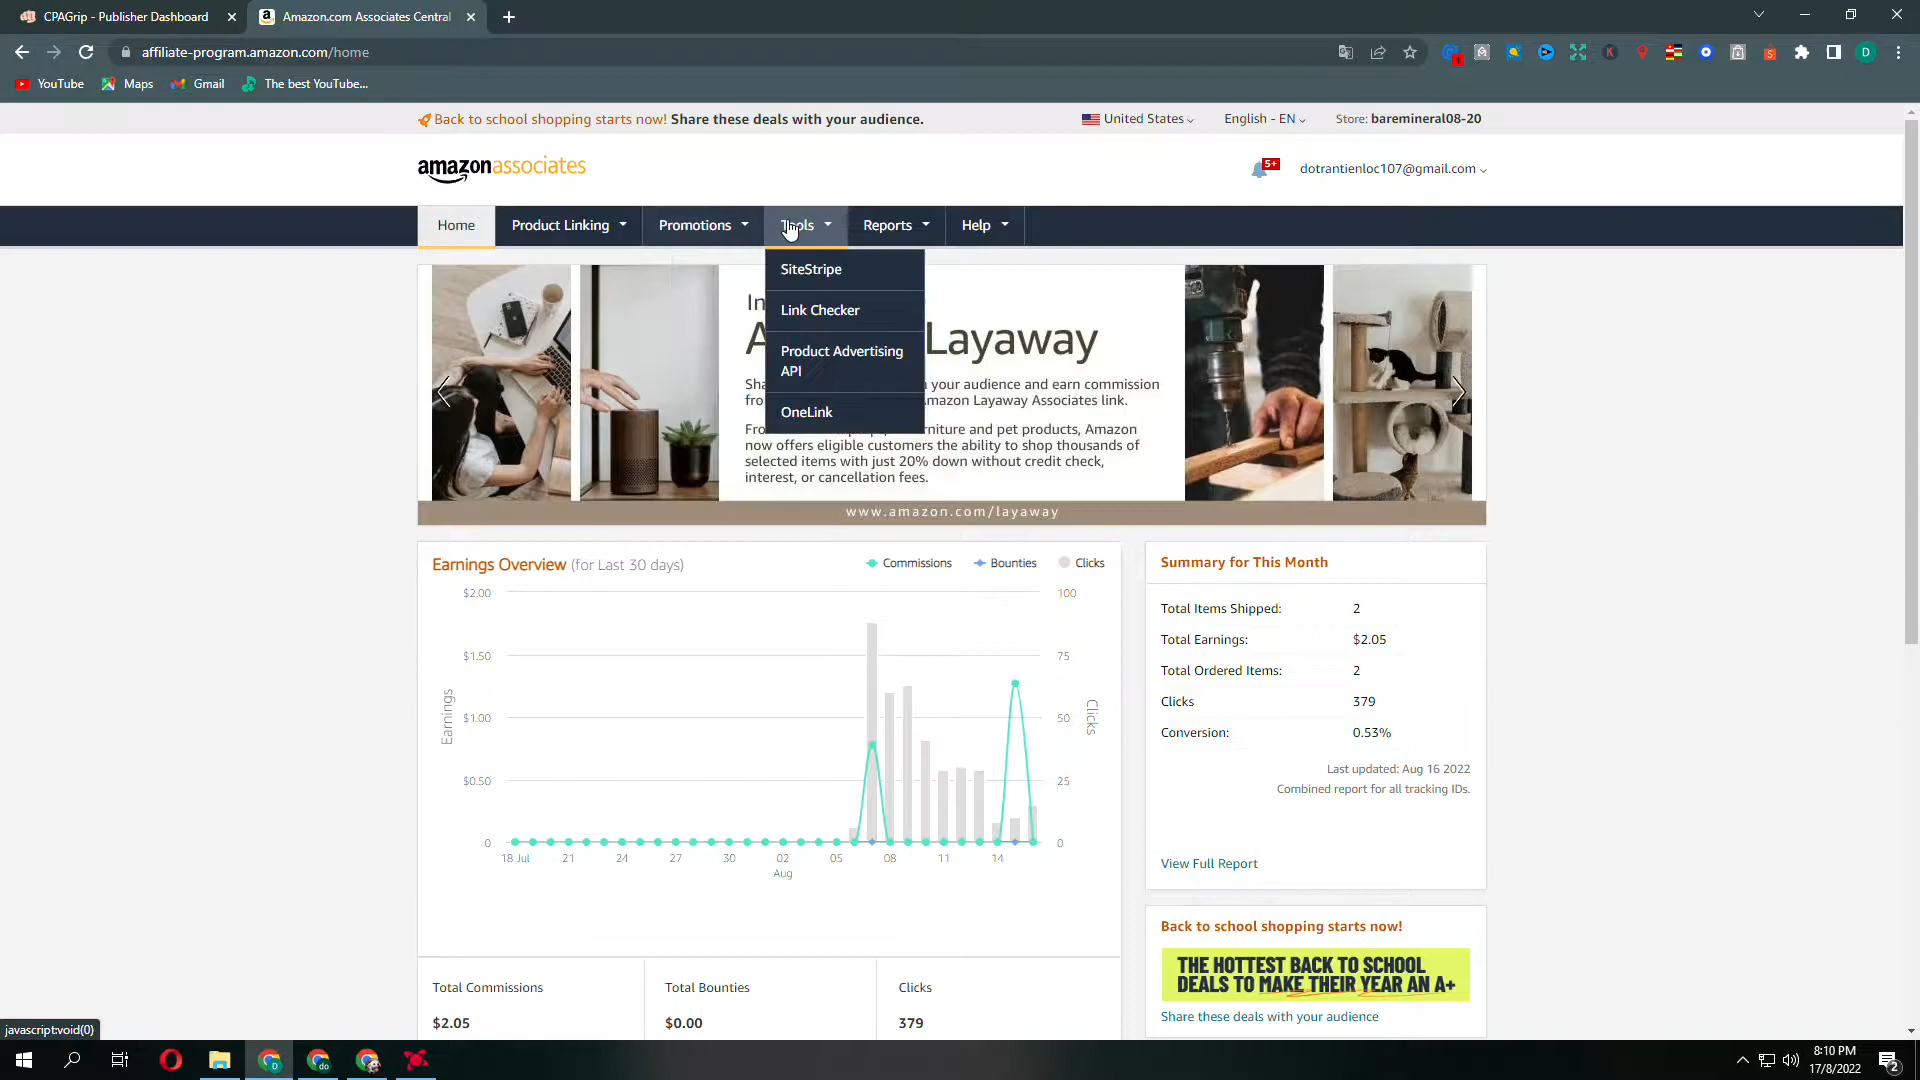 CPAGrip - Publisher Dashboard
Amazon.com Associates Central
affiliate-program.amazon.com/home
YouTube
Maps
Gmail
The best YouTube...
Back to school shopping starts now! Share these deals with your audience.
United States
English - EN
Store: baremineral08-20
amazonassociates
5+
dotrantienloc107@gmail.com
Home
Product Linking
Promotions
Tools
Reports
Help
SiteStripe
Link Checker
Product Advertising
API
OneLink
Layaway
your audience and earn commission
Amazon Layaway Associates link.
furniture and pet products, Amazon
now offers eligible customers the ability to shop thousands of
selected items with just 20% down without credit check,
interest, or cancellation fees.
www.amazon.com/layaway
Earnings Overview (for Last 30 days)
Commissions
Bounties
Clicks
$2.00
$1.50
$1.00
$0.50
0
Earnings
100
75
50
25
0
Clicks
18 Jul
21
24
27
30
02
05
08
11
14
Aug
Summary for This Month
Total Items Shipped: 2
Total Earnings: $2.05
Total Ordered Items: 2
Clicks 379
Conversion: 0.53%
Last updated: Aug 16 2022
Combined report for all tracking IDs.
View Full Report
Back to school shopping starts now!
THE HOTTEST BACK TO SCHOOL
DEALS TO MAKE THEIR YEAR AN A+
Share these deals with your audience
Total Commissions
$2.05
Total Bounties
$0.00
Clicks
379
javascript:void(0)
8:10 PM
17/8/2022
2